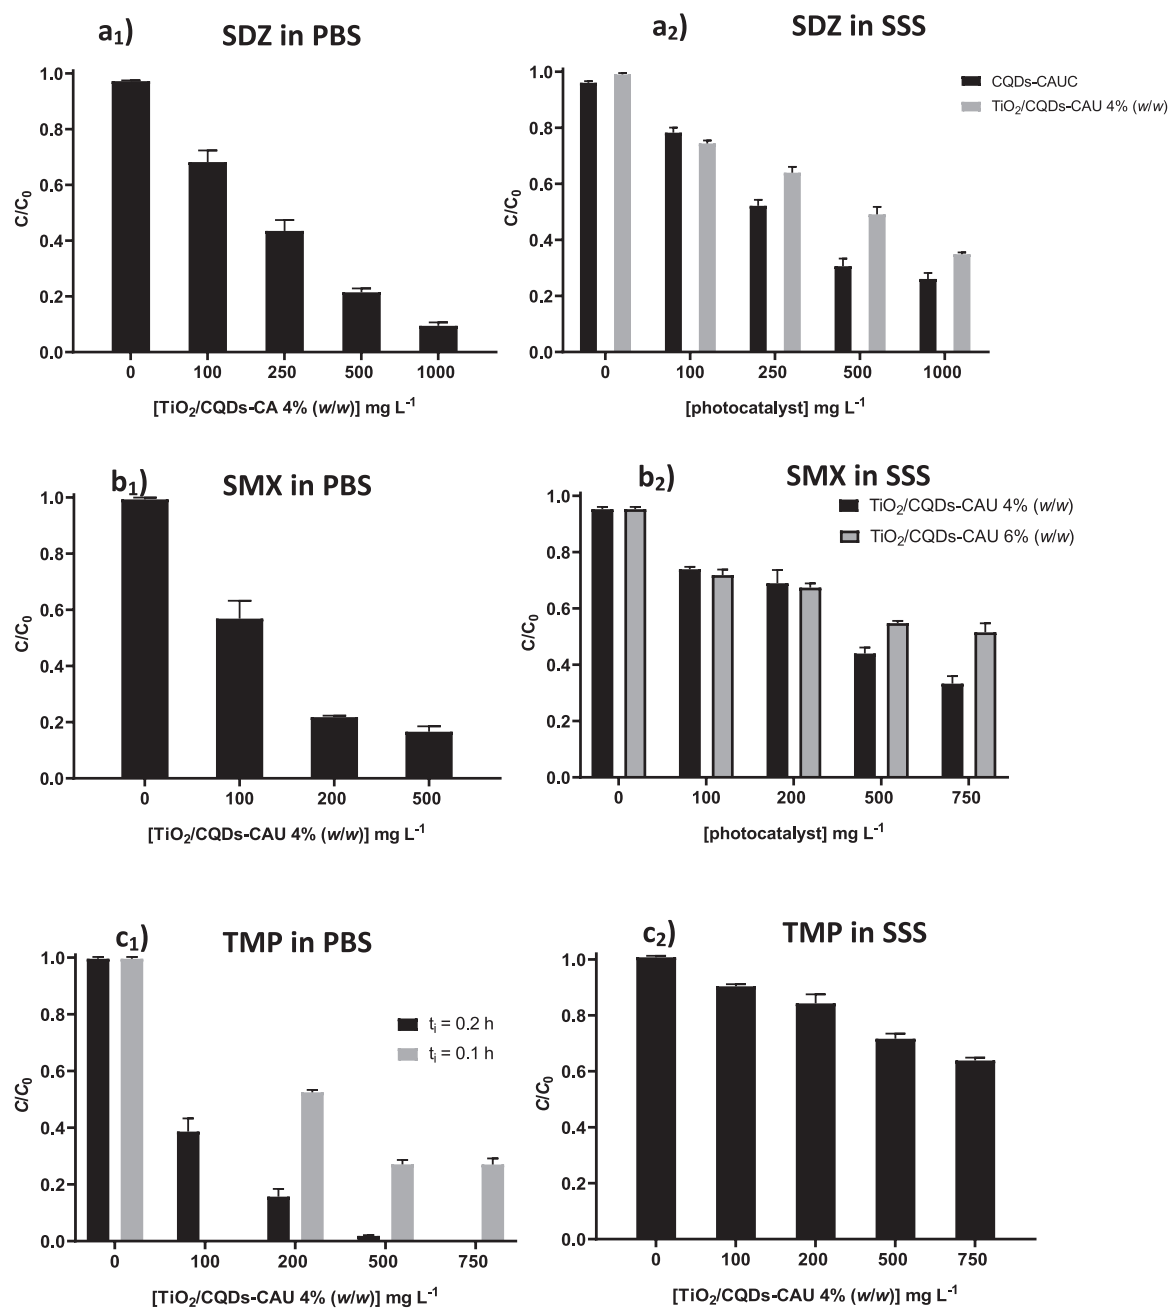 a₁) SDZ in PBS
1.0
0.8
0.6
0.4
0.2
0.0
C/C₀
0 100 250 500 1000
[TiO₂/CQDs-CA 4% (w/w)] mg L⁻¹
a₂) SDZ in SSS
CQDs-CAUC
TiO₂/CQDs-CAU 4% (w/w)
1.0
0.8
0.6
0.4
0.2
0.0
C/C₀
0 100 250 500 1000
[photocatalyst] mg L⁻¹
b₁) SMX in PBS
1.0
0.8
0.6
0.4
0.2
0.0
C/C₀
0 100 200 500
[TiO₂/CQDs-CAU 4% (w/w)] mg L⁻¹
b₂) SMX in SSS
TiO₂/CQDs-CAU 4% (w/w)
TiO₂/CQDs-CAU 6% (w/w)
1.0
0.8
0.6
0.4
0.2
0.0
C/C₀
0 100 200 500 750
[photocatalyst] mg L⁻¹
c₁) TMP in PBS
tᵢ = 0.2 h
tᵢ = 0.1 h
1.0
0.8
0.6
0.4
0.2
0.0
C/C₀
0 100 200 500 750
[TiO₂/CQDs-CAU 4% (w/w)] mg L⁻¹
c₂) TMP in SSS
1.0
0.8
0.6
0.4
0.2
0.0
C/C₀
0 100 200 500 750
[TiO₂/CQDs-CAU 4% (w/w)] mg L⁻¹